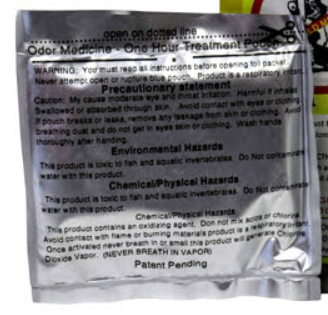 open on dotted line
Odor Medicine - One Hour Treatment Pouch
WARNING: You must read all instructions before opening foil packet.
Never attempt open or rupture blue pouch. Product is a respiratory irritant.
Precautionary statement
Caution: My cause moderate eye and throat irritation. Harmful if inhaled.
Swallowed or absorbed through skin. Avoid contact with eyes or clothing.
If pouch breaks or leaks, remove any leakage from skin or clothing. Avoid
breathing dust and do not get in eyes skin or clothing. Wash hands
thoroughly after handling.
Environmental Hazards
This product is toxic to fish and aquatic invertebrates. Do Not contaminate
water with this product.
Chemical/Physical Hazards
This product is toxic to fish and aquatic invertebrates. Do Not contaminate
water with this product.
Chemical/Physical Hazards
This product contains an oxidizing agent. Don not mix acids or chlorine.
Avoid contact with flame or burning materials product is a respiratory irritant
Once activated never breath in or smell this product will generate Chlorine
Dioxide Vapor. (NEVER BREATH IN VAPOR)
Patent Pending